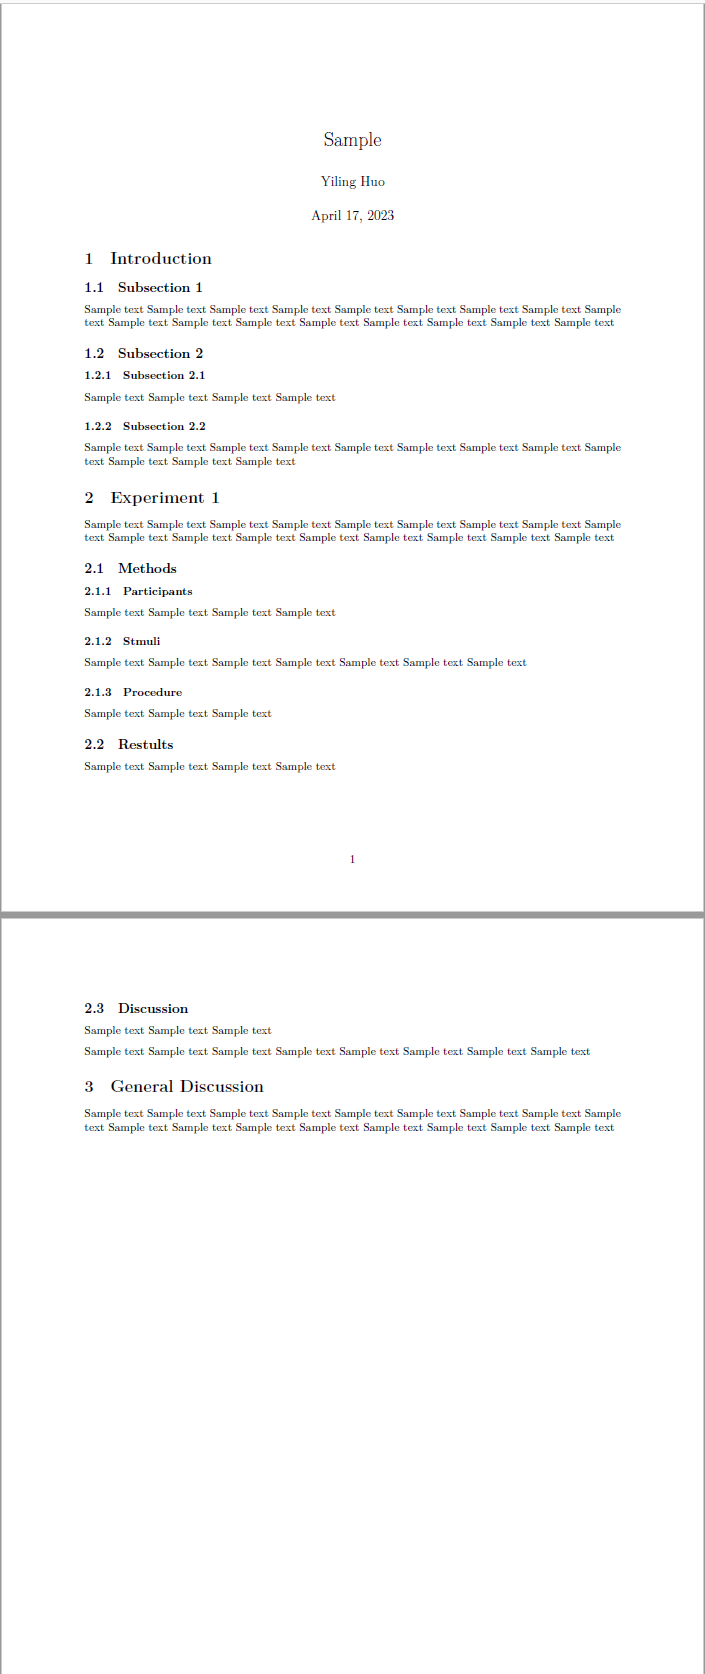 Sample
Yiling Huo
April 17, 2023
1 Introduction
1.1 Subsection 1
Sample text Sample text Sample text Sample text Sample text Sample text Sample text Sample text Sample
text Sample text Sample text Sample text Sample text Sample text Sample text Sample text Sample text
1.2 Subsection 2
1.2.1 Subsection 2.1
Sample text Sample text Sample text Sample text
1.2.2 Subsection 2.2
Sample text Sample text Sample text Sample text Sample text Sample text Sample text Sample text Sample
text Sample text Sample text Sample text
2 Experiment 1
Sample text Sample text Sample text Sample text Sample text Sample text Sample text Sample text Sample
text Sample text Sample text Sample text Sample text Sample text Sample text Sample text Sample text
2.1 Methods
2.1.1 Participants
Sample text Sample text Sample text Sample text
2.1.2 Stmuli
Sample text Sample text Sample text Sample text Sample text Sample text Sample text
2.1.3 Procedure
Sample text Sample text Sample text
2.2 Restults
Sample text Sample text Sample text Sample text
1
2.3 Discussion
Sample text Sample text Sample text
Sample text Sample text Sample text Sample text Sample text Sample text Sample text Sample text
3 General Discussion
Sample text Sample text Sample text Sample text Sample text Sample text Sample text Sample text Sample
text Sample text Sample text Sample text Sample text Sample text Sample text Sample text Sample text